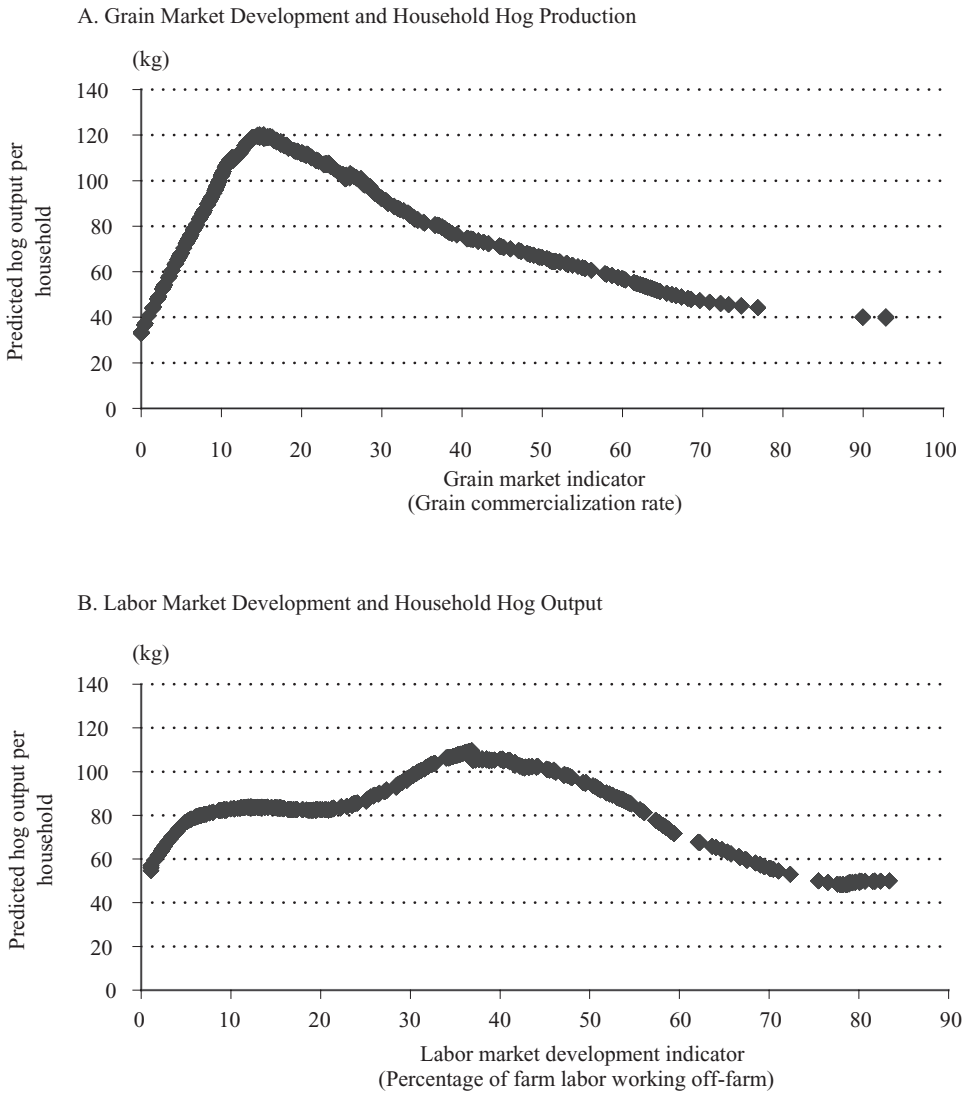 A. Grain Market Development and Household Hog Production
(kg)
140
120
100
80
60
40
20
0
Predicted hog output per
household
0 10 20 30 40 50 60 70 80 90 100
Grain market indicator
(Grain commercialization rate)
B. Labor Market Development and Household Hog Output
(kg)
140
120
100
80
60
40
20
0
Predicted hog output per
household
0 10 20 30 40 50 60 70 80 90
Labor market development indicator
(Percentage of farm labor working off-farm)